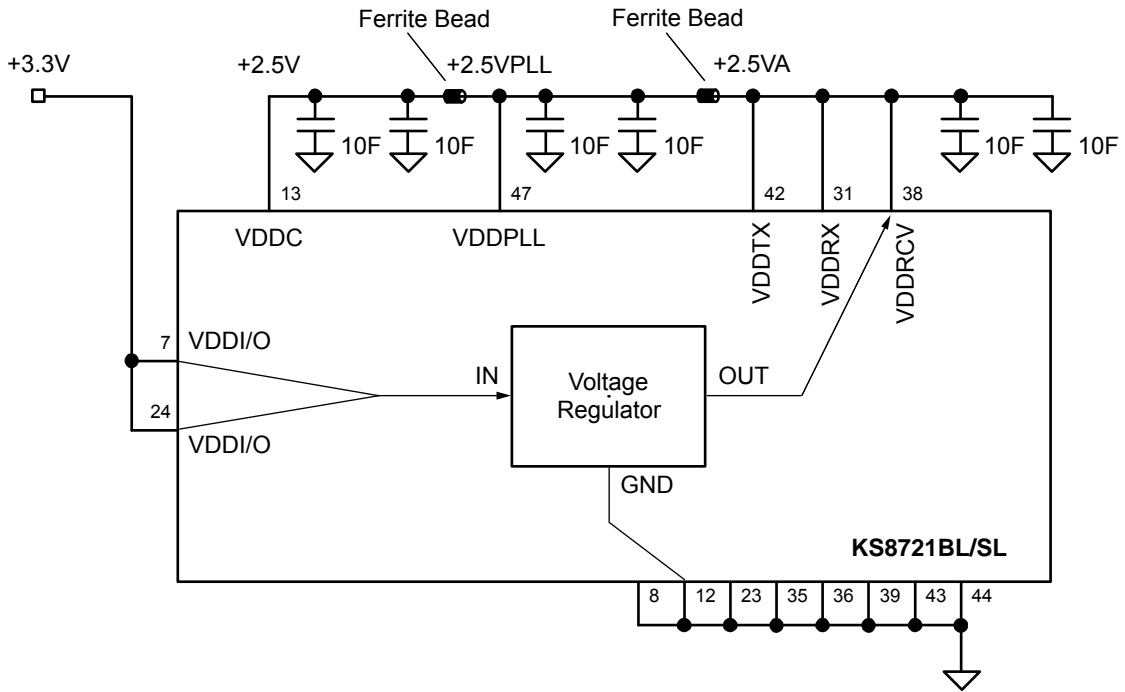 Ferrite Bead
Ferrite Bead
+3.3V
+2.5V
+2.5VPLL
+2.5VA
10F
10F
10F
10F
10F
10F
13
47
42
31
38
VDDC
VDDPLL
VDDTX
VDDRX
VDDRCV
7
VDDI/O
24
VDDI/O
IN
Voltage
Regulator
OUT
GND
KS8721BL/SL
8
12
23
35
36
39
43
44